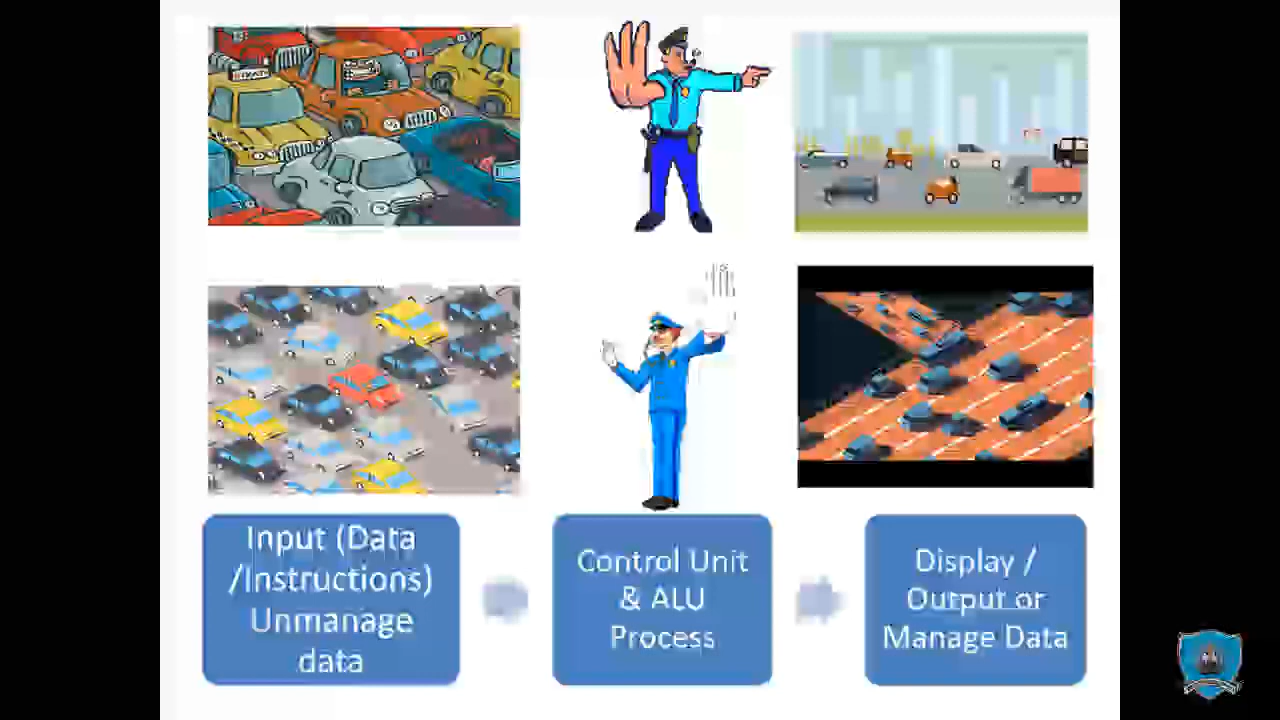 Input (Data
/Instructions)
Unmanage
data
Control Unit
& ALU
Process
Display /
Output or
Manage Data